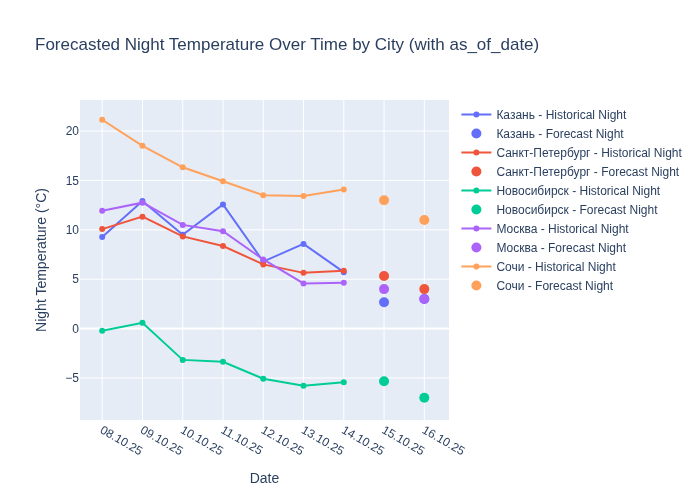 Forecasted Night Temperature Over Time by City (with as_of_date)
Казань - Historical Night
Казань - Forecast Night
Санкт-Петербург - Historical Night
Санкт-Петербург - Forecast Night
Новосибирск - Historical Night
Новосибирск - Forecast Night
Москва - Historical Night
Москва - Forecast Night
Сочи - Historical Night
Сочи - Forecast Night
Night Temperature (°C)
20
15
10
5
0
−5
08.10.25
09.10.25
10.10.25
11.10.25
12.10.25
13.10.25
14.10.25
15.10.25
16.10.25
Date